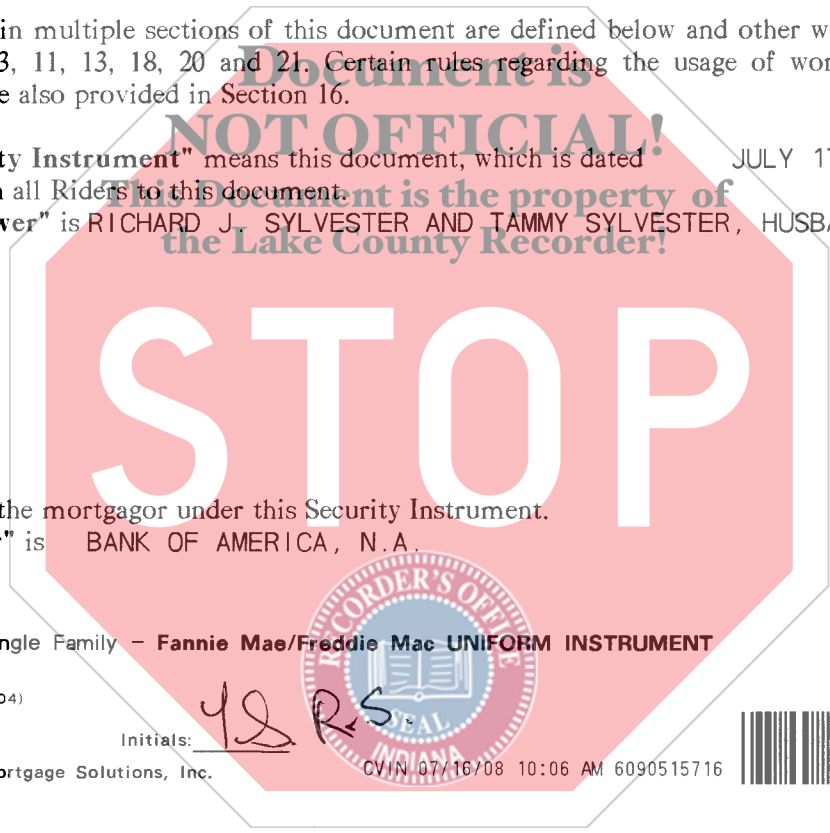 in multiple sections of this document are defined below and other w
3, 11, 13, 18, 20 and 21. Certain rules regarding the usage of wor
e also provided in Section 16.
Document is
NOT OFFICIAL!
This Document is the property of
the Lake County Recorder!
ty Instrument" means this document, which is dated JULY 17
all Riders to this document.
wer" is RICHARD J. SYLVESTER AND TAMMY SYLVESTER, HUSBA
STOP
the mortgagor under this Security Instrument.
" is BANK OF AMERICA, N.A.
RECORDER'S OFFICE
SEAL
INDIANA
ngle Family – Fannie Mae/Freddie Mac UNIFORM INSTRUMENT
04)
Initials: T.S. R.S.
ortgage Solutions, Inc.
CVIN 07/16/08 10:06 AM 6090515716